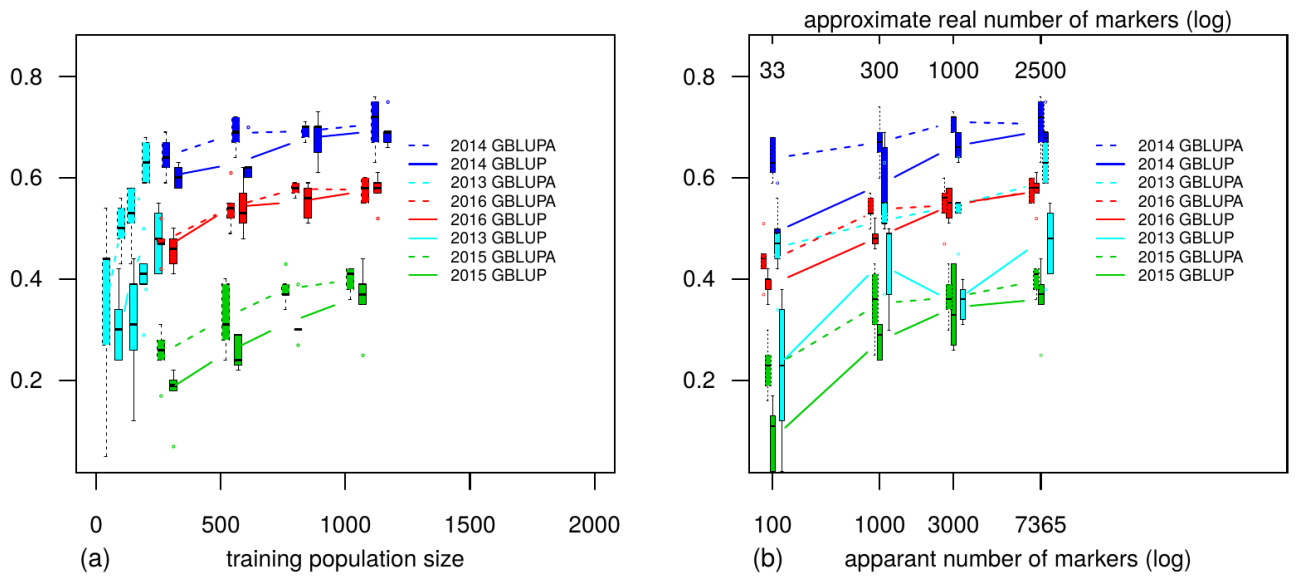 approximate real number of markers (log)
33 300 1000 2500
0.8
0.6
0.4
0.2
2014 GBLUPA
2014 GBLUP
2013 GBLUPA
2016 GBLUPA
2016 GBLUP
2013 GBLUP
2015 GBLUPA
2015 GBLUP
0 500 1000 1500 2000
(a) training population size
0.8
0.6
0.4
0.2
2014 GBLUPA
2014 GBLUP
2013 GBLUPA
2016 GBLUPA
2016 GBLUP
2013 GBLUP
2015 GBLUPA
2015 GBLUP
100 1000 3000 7365
(b) apparant number of markers (log)